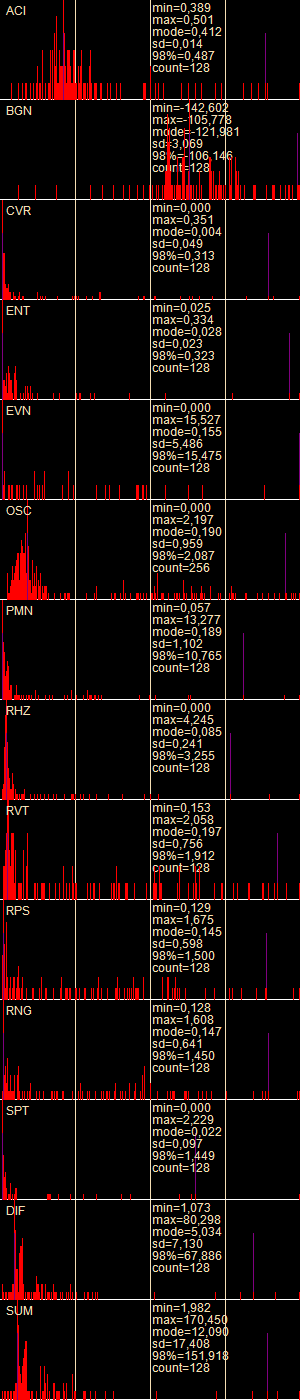 ACI
min=0,389
max=0,501
mode=0,412
sd=0,014
98%=0,487
count=128
BGN
min=-142,602
max=-105,778
mode=-121,981
sd=3,069
98%=-106,146
count=128
CVR
min=0,000
max=0,351
mode=0,004
sd=0,049
98%=0,313
count=128
ENT
min=0,025
max=0,334
mode=0,028
sd=0,023
98%=0,323
count=128
EVN
min=0,000
max=15,527
mode=0,155
sd=5,486
98%=15,475
count=128
OSC
min=0,000
max=2,197
mode=0,190
sd=0,959
98%=2,087
count=256
PMN
min=0,057
max=13,277
mode=0,189
sd=1,102
98%=10,765
count=128
RHZ
min=0,000
max=4,245
mode=0,085
sd=0,241
98%=3,255
count=128
RVT
min=0,153
max=2,058
mode=0,197
sd=0,756
98%=1,912
count=128
RPS
min=0,129
max=1,675
mode=0,145
sd=0,598
98%=1,500
count=128
RNG
min=0,128
max=1,608
mode=0,147
sd=0,641
98%=1,450
count=128
SPT
min=0,000
max=2,229
mode=0,022
sd=0,097
98%=1,449
count=128
DIF
min=1,073
max=80,298
mode=5,034
sd=7,130
98%=67,886
count=128
SUM
min=1,982
max=170,450
mode=12,090
sd=17,408
98%=151,918
count=128